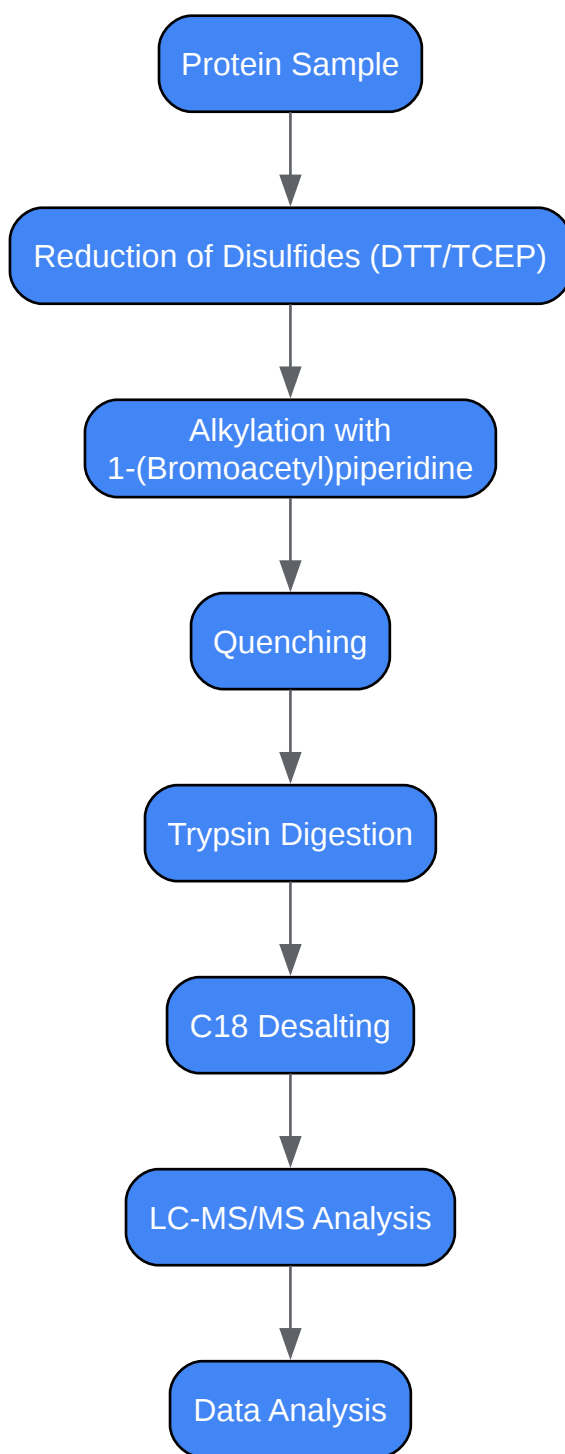 Protein Sample
Reduction of Disulfides (DTT/TCEP)
Alkylation with
1-(Bromoacetyl)piperidine
Quenching
Trypsin Digestion
C18 Desalting
LC-MS/MS Analysis
Data Analysis